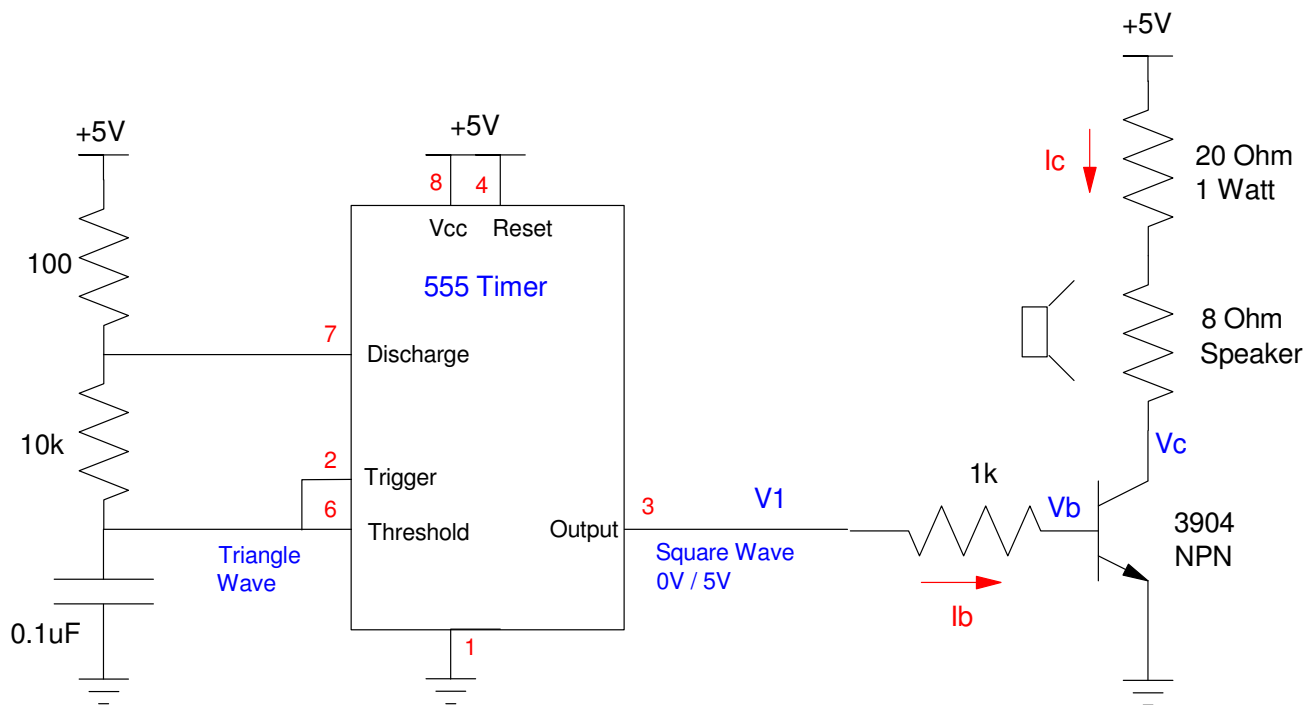 +5V
+5V
+5V
8
4
Vcc
Reset
555 Timer
100
7
Discharge
10k
2
Trigger
6
Threshold
Triangle
Wave
0.1uF
1
Output
3
V1
Square Wave
0V / 5V
1k
Ib
Vb
Ic
20 Ohm
1 Watt
8 Ohm
Speaker
Vc
3904
NPN